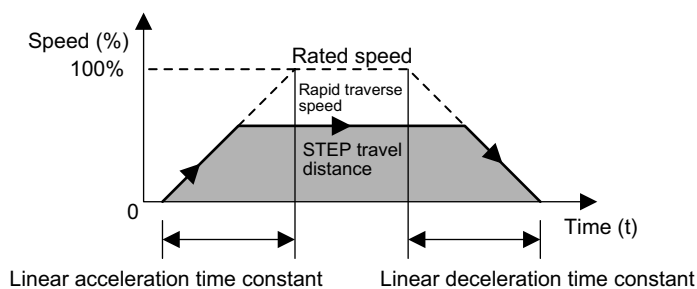 Speed (%)
Rated speed
100%
Rapid traverse
speed
STEP travel
distance
0
Time (t)
Linear acceleration time constant
Linear deceleration time constant